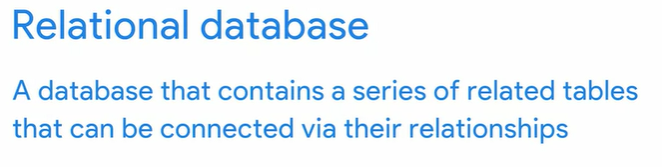 Relational database
A database that contains a series of related tables
that can be connected via their relationships